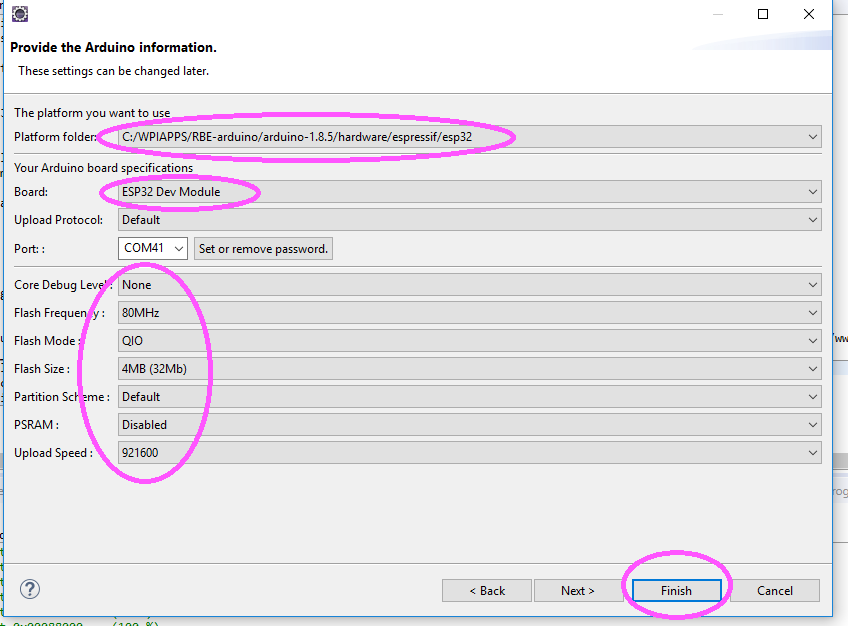 Provide the Arduino information.
These settings can be changed later.
The platform you want to use
Platform folder: C:/WPIAPPS/RBE-arduino/arduino-1.8.5/hardware/espressif/esp32
Your Arduino board specifications
Board: ESP32 Dev Module
Upload Protocol: Default
Port: : COM41 Set or remove password.
Core Debug Level : None
Flash Frequency : 80MHz
Flash Mode : QIO
Flash Size : 4MB (32Mb)
Partition Scheme : Default
PSRAM : Disabled
Upload Speed : 921600
? < Back Next > Finish Cancel